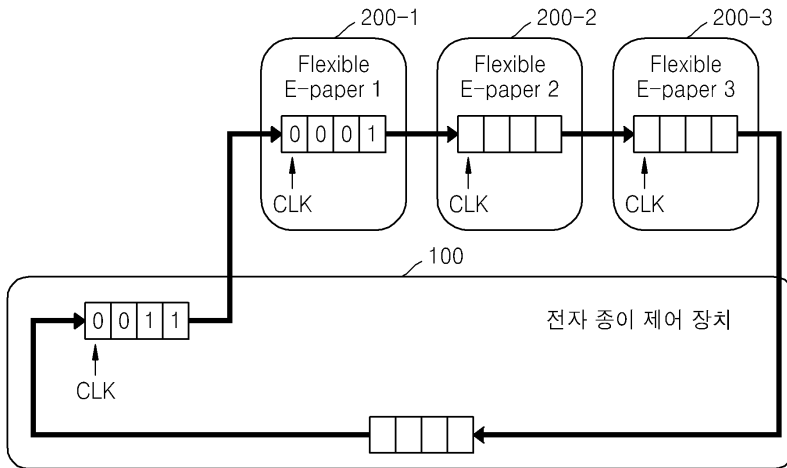 200-1
200-2
200-3
Flexible
E-paper 1
Flexible
E-paper 2
Flexible
E-paper 3
0 0 0 1
CLK
CLK
CLK
100
0 0 1 1
전자 종이 제어 장치
CLK